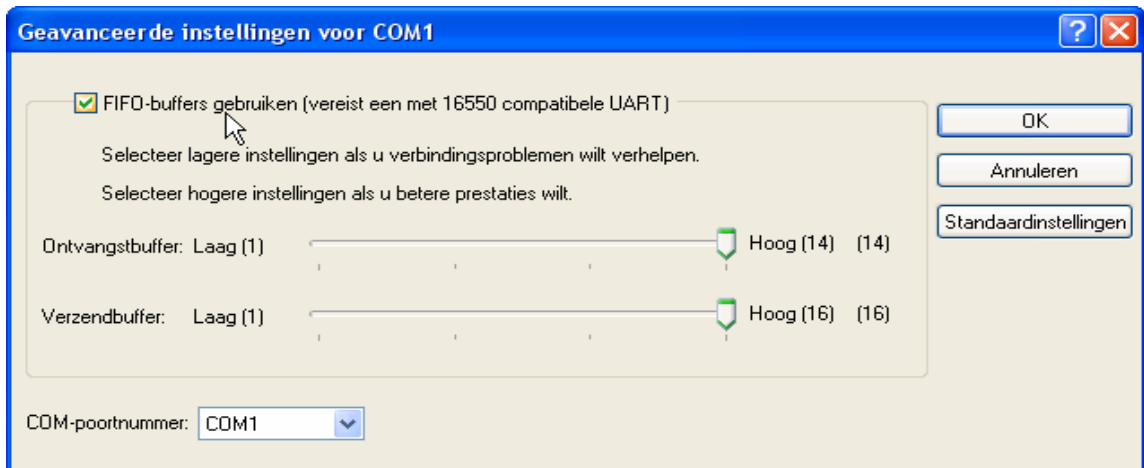 Geavanceerde instellingen voor COM1
FIFO-buffers gebruiken (vereist een met 16550 compatibele UART)
Selecteer lagere instellingen als u verbindingsproblemen wilt verhelpen.
Selecteer hogere instellingen als u betere prestaties wilt.
Ontvangstbuffer: Laag (1) Hoog (14) (14)
Verzendbuffer: Laag (1) Hoog (16) (16)
COM-poortnummer: COM1
OK
Annuleren
Standaardinstellingen